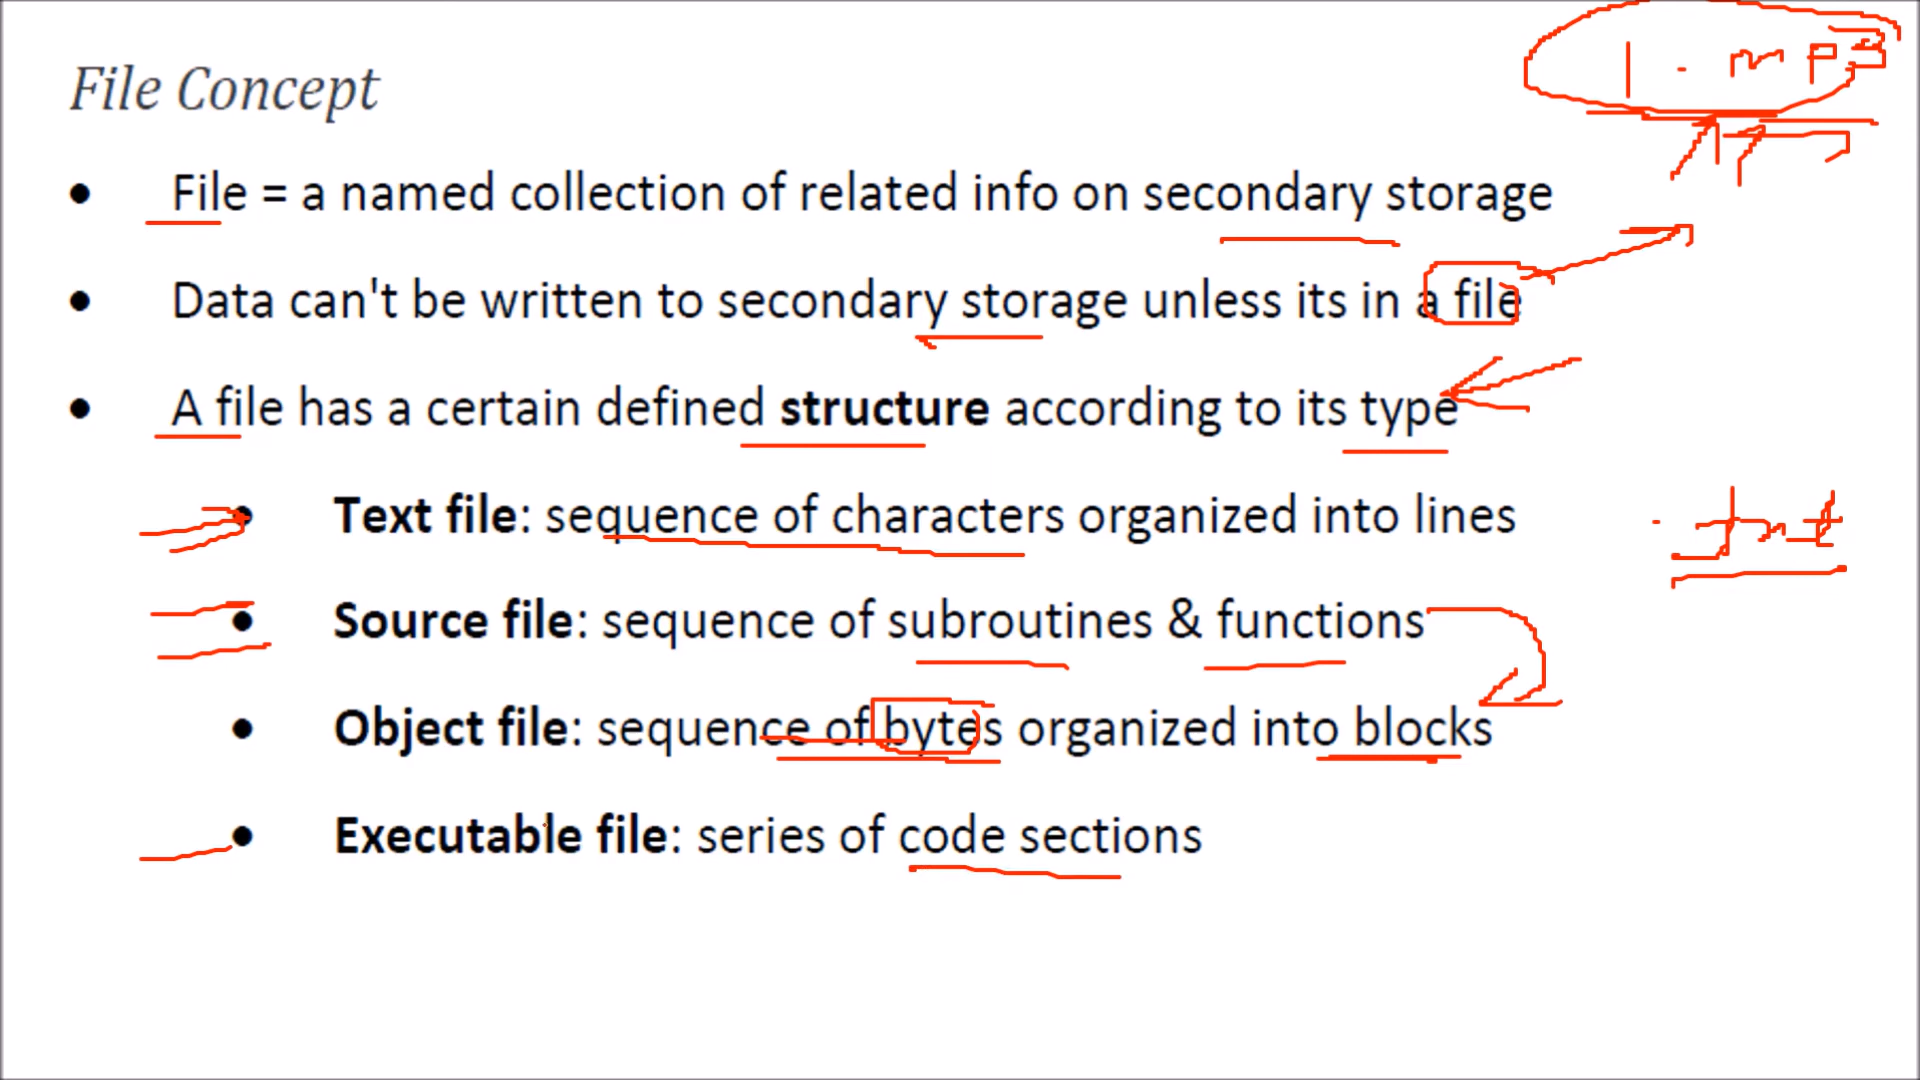 File Concept
1.mp3
• File = a named collection of related info on secondary storage
• Data can't be written to secondary storage unless its in a file
• A file has a certain defined structure according to its type
• Text file: sequence of characters organized into lines
• Source file: sequence of subroutines & functions
• Object file: sequence of bytes organized into blocks
• Executable file: series of code sections